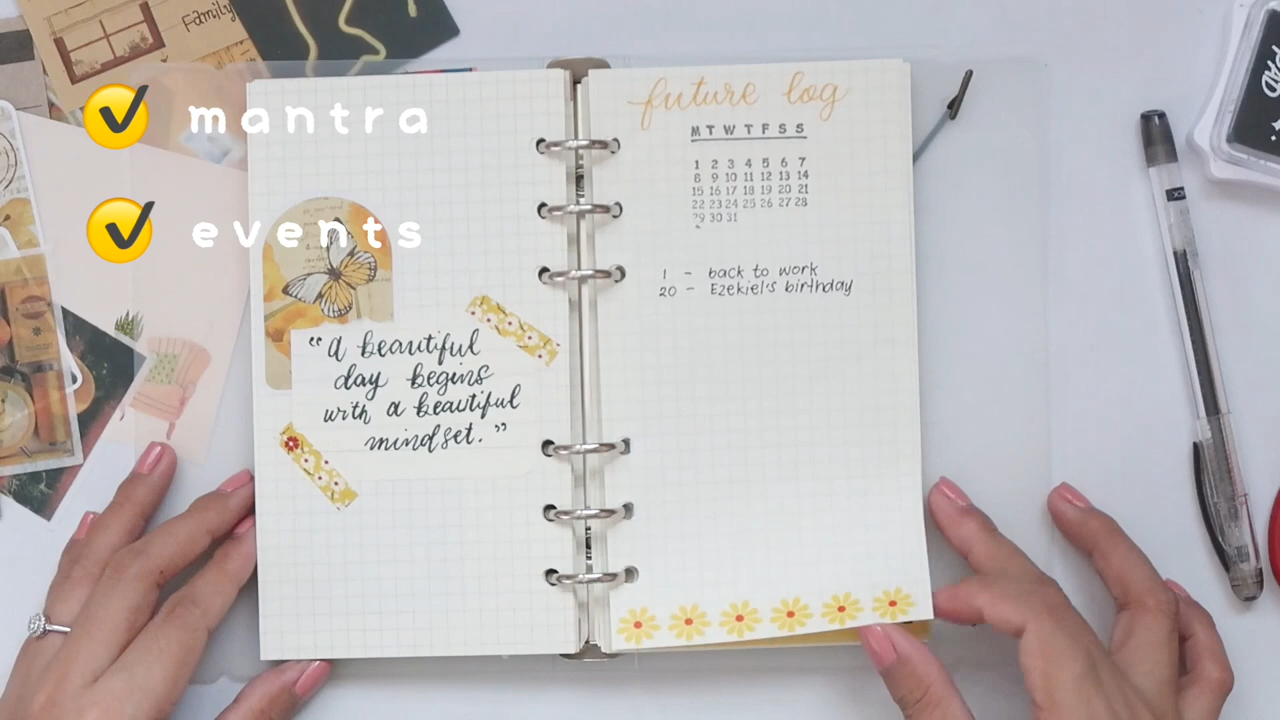 Family
mantra
events
"a beautiful
day begins
with a beautiful
mindset."
future log
M T W T F S S
1 2 3 4 5 6 7
8 9 10 11 12 13 14
15 16 17 18 19 20 21
22 23 24 25 26 27 28
29 30 31
1 - back to work
20 - Ezekiel's birthday
PAD